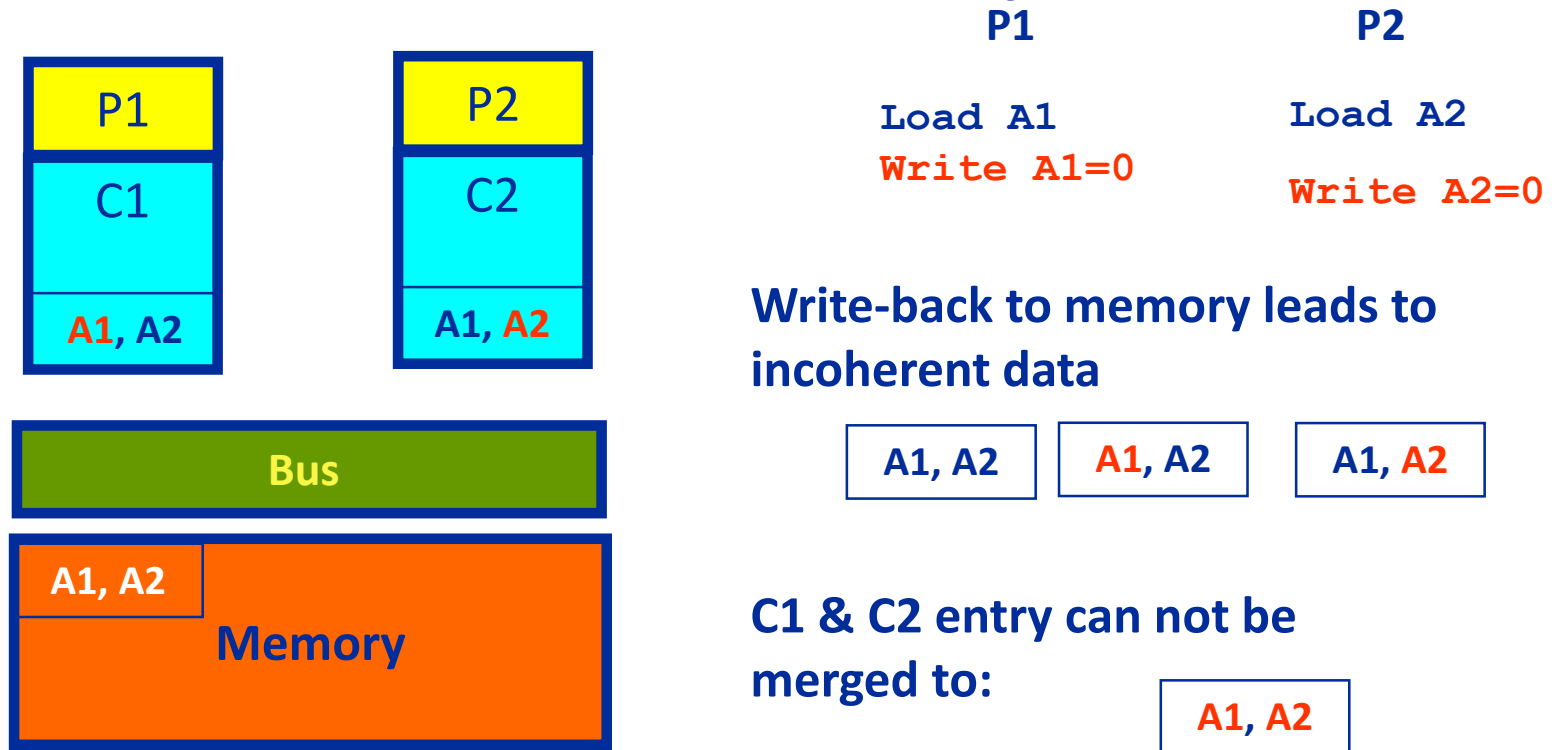 P1
P2
C1
C2
A1, A2
A1, A2
Bus
A1, A2
Memory
P1
P2
Load A1
Load A2
Write A1=0
Write A2=0
Write-back to memory leads to
incoherent data
A1, A2
A1, A2
A1, A2
C1 & C2 entry can not be
merged to:
A1, A2